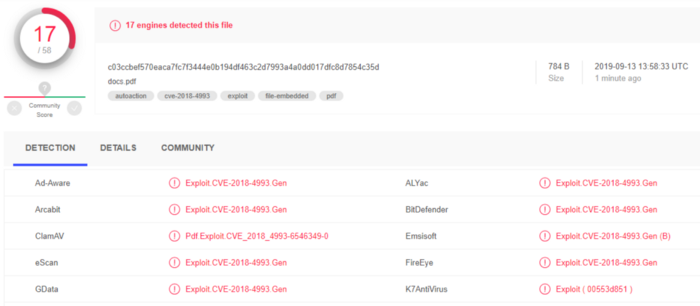 17
/ 58
?
Community
Score
17 engines detected this file
c03ccbef570eaca7fc7f3444e0b194df463c2d7993a4a0dd017dfc8d7854c35d
docs.pdf
autoaction cve-2018-4993 exploit file-embedded pdf
784 B
Size
2019-09-13 13:58:33 UTC
1 minute ago
DETECTION DETAILS COMMUNITY
Ad-Aware Exploit.CVE-2018-4993.Gen ALYac Exploit.CVE-2018-4993.Gen
Arcabit Exploit.CVE-2018-4993.Gen BitDefender Exploit.CVE-2018-4993.Gen
ClamAV Pdf.Exploit.CVE_2018_4993-6546349-0 Emsisoft Exploit.CVE-2018-4993.Gen (B)
eScan Exploit.CVE-2018-4993.Gen FireEye Exploit.CVE-2018-4993.Gen
GData Exploit.CVE-2018-4993.Gen K7AntiVirus Exploit ( 00553d851 )